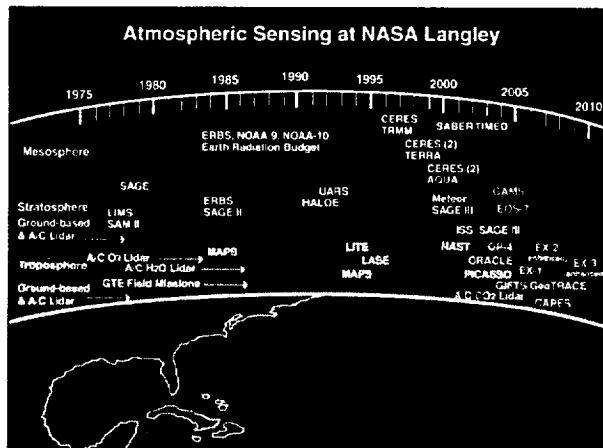 Atmospheric Sensing at NASA Langley
1975 1980 1985 1990 1995 2000 2005 2010
CERES
TRMM
SABER TIMED
ERBS, NOAA 9, NOAA-10
Earth Radiation Budget
Mesosphere
CERES (2)
TERRA
CERES (2)
AQUA
SAGE
UARS
HALOE
GAMS
ERBS
SAGE II
Meteor
SAGE III
EOS-7
Stratosphere
LIMS
SAM II
Ground-based
& A/C Lidar
ISS SAGE III
A/C O3 Lidar
MAPS
LITE
NAST
OP-4
EX-2
A/C H2O Lidar
LASE
ORACLE
EX-3
Troposphere
MAPS
PICASSO
EX-1
GTE Field Missions
GIFTS GeoTRACE
Ground-based
& A/C Lidar
A/C CO2 Lidar
CAPES